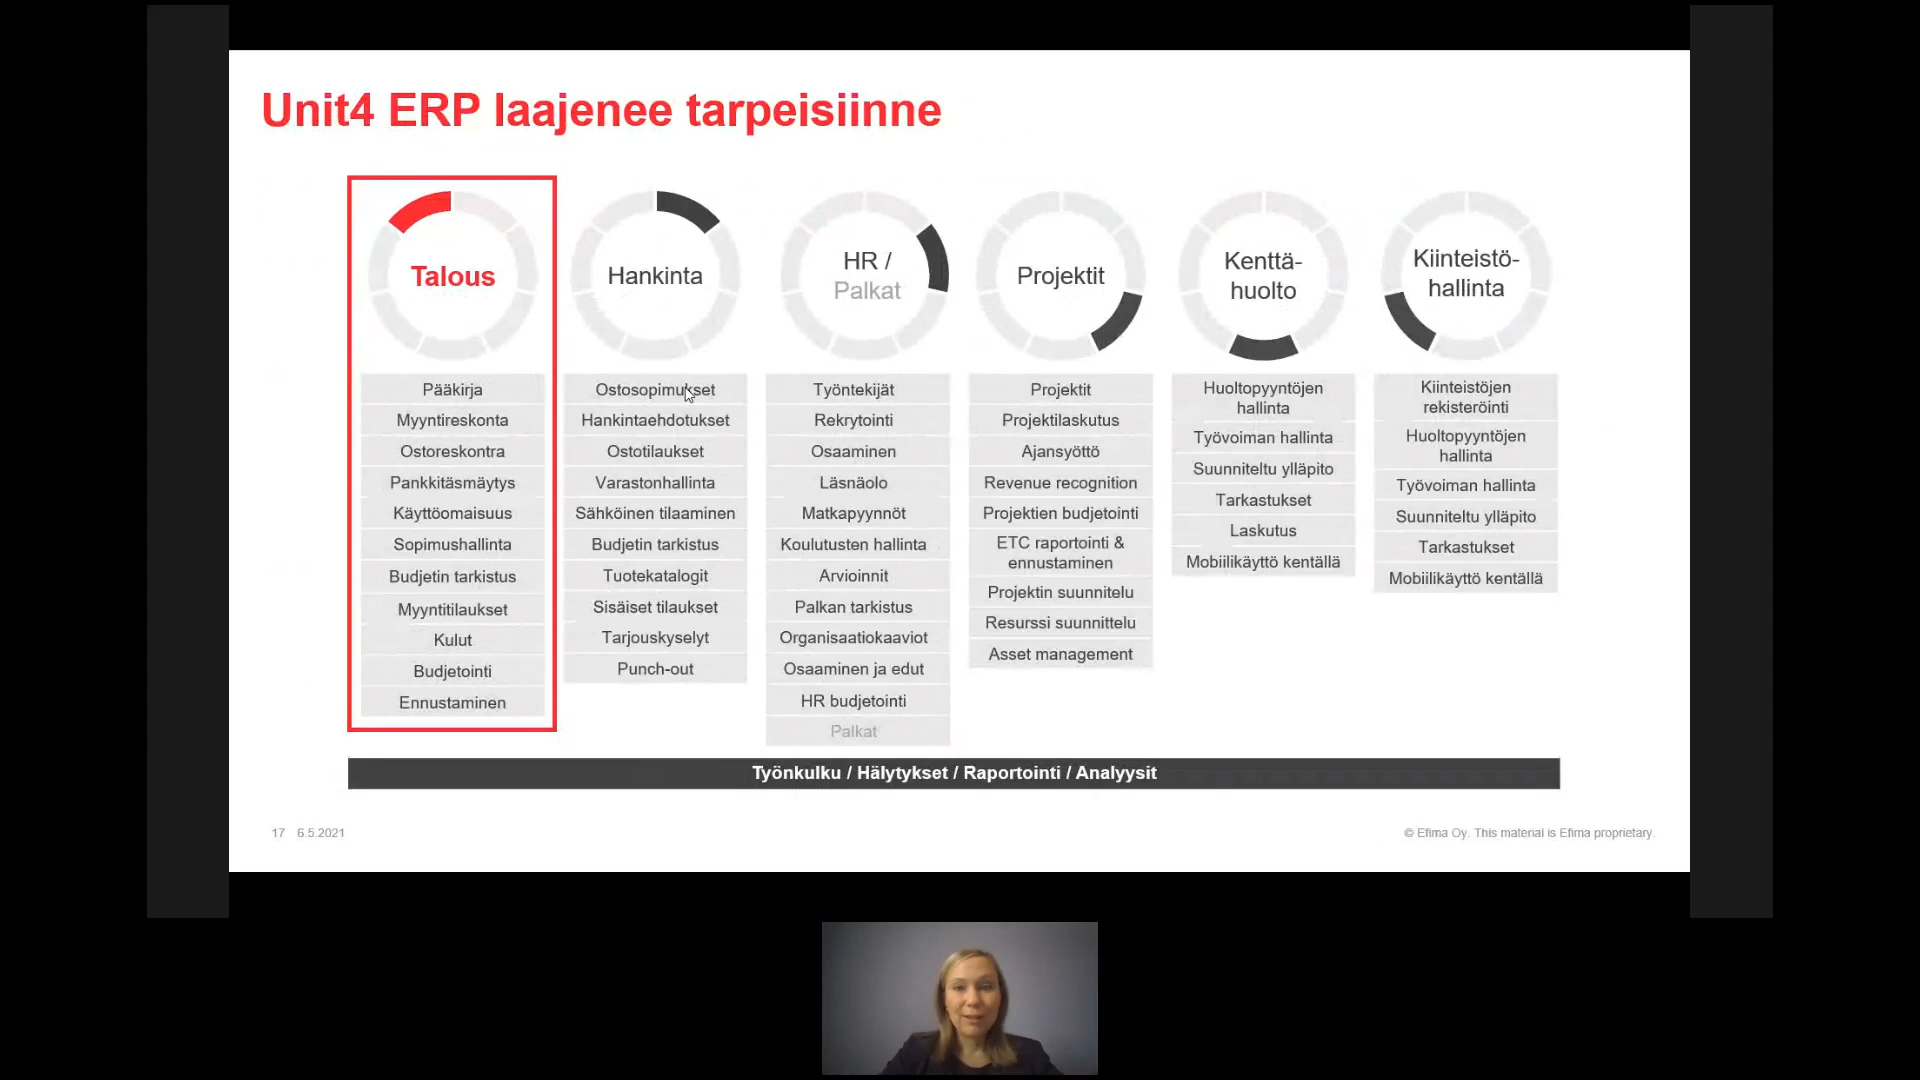 Unit4 ERP laajenee tarpeisiinne
Talous
Pääkirja
Myyntireskonta
Ostoreskontra
Pankkitäsmäytys
Käyttöomaisuus
Sopimushallinta
Budjetin tarkistus
Myyntitilaukset
Kulut
Budjetointi
Ennustaminen
Hankinta
Ostosopimukset
Hankintaehdotukset
Ostotilaukset
Varastonhallinta
Sähköinen tilaaminen
Budjetin tarkistus
Tuotekatalogit
Sisäiset tilaukset
Tarjouskyselyt
Punch-out
HR /
Palkat
Työntekijät
Rekrytointi
Osaaminen
Läsnäolo
Matkapyynnöt
Koulutusten hallinta
Arvioinnit
Palkan tarkistus
Organisaatiokaaviot
Osaaminen ja edut
HR budjetointi
Palkat
Projektit
Projektit
Projektilaskutus
Ajansyöttö
Revenue recognition
Projektien budjetointi
ETC raportointi &
ennustaminen
Projektin suunnitelu
Resurssi suunnittelu
Asset management
Kenttä-
huolto
Huoltopyyntöjen
hallinta
Työvoiman hallinta
Suunniteltu ylläpito
Tarkastukset
Laskutus
Mobiilikäyttö kentällä
Kiinteistö-
hallinta
Kiinteistöjen
rekisteröinti
Huoltopyyntöjen
hallinta
Työvoiman hallinta
Suunniteltu ylläpito
Tarkastukset
Mobiilikäyttö kentällä
Työnkulku / Hälytykset / Raportointi / Analyysit
17 6.5.2021
© Efima Oy. This material is Efima proprietary.